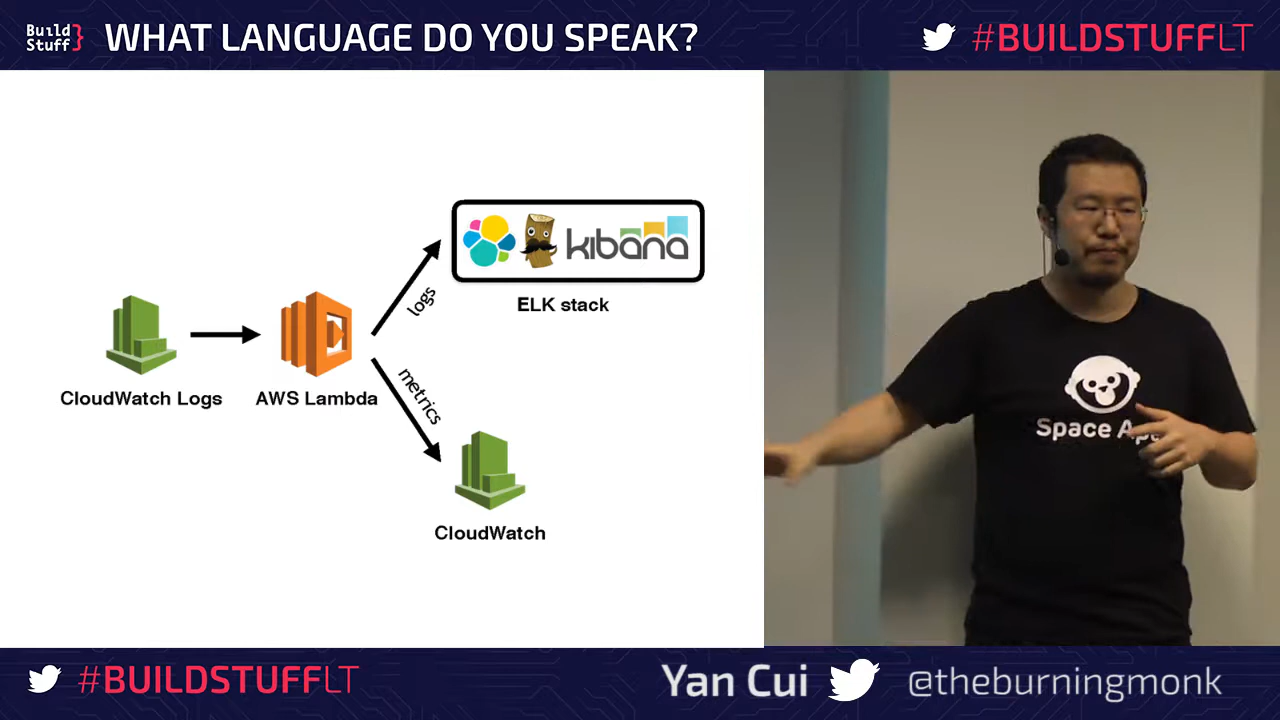 Build Stuff
WHAT LANGUAGE DO YOU SPEAK?
#BUILDSTUFFLT
kibana
ELK stack
logs
CloudWatch Logs
AWS Lambda
metrics
CloudWatch
Space
#BUILDSTUFFLT
Yan Cui
@theburningmonk